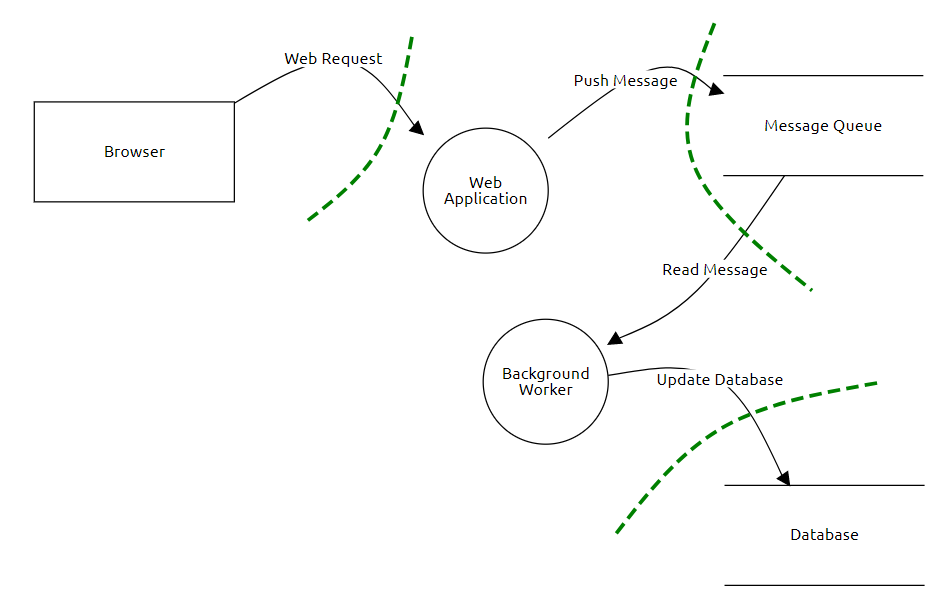 Web Request
Push Message
Message Queue
Browser
Web
Application
Read Message
Background
Worker
Update Database
Database